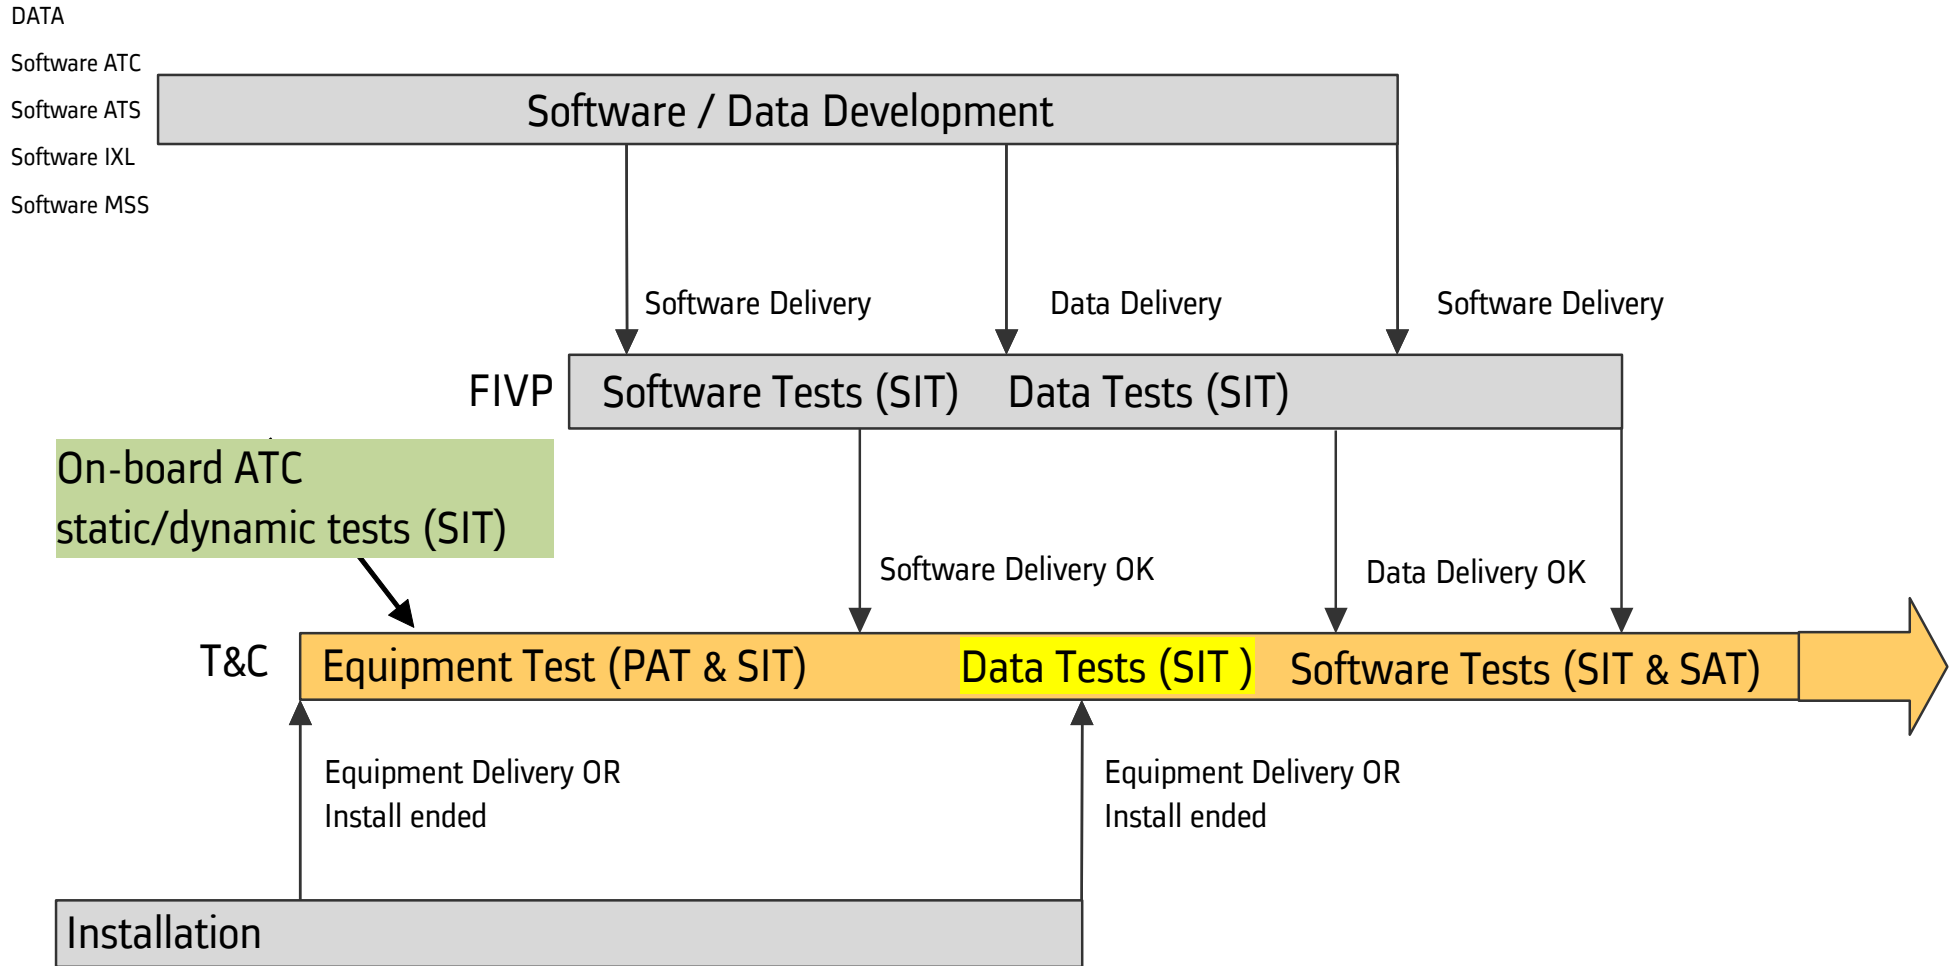 DATA
Software ATC
Software ATS
Software IXL
Software MSS
Software / Data Development
Software Delivery
Data Delivery
Software Delivery
FIVP
Software Tests (SIT)
Data Tests (SIT)
On-board ATC
static/dynamic tests (SIT)
Software Delivery OK
Data Delivery OK
T&C
Equipment Test (PAT & SIT)
Data Tests (SIT )
Software Tests (SIT & SAT)
Equipment Delivery OR
Install ended
Equipment Delivery OR
Install ended
Installation